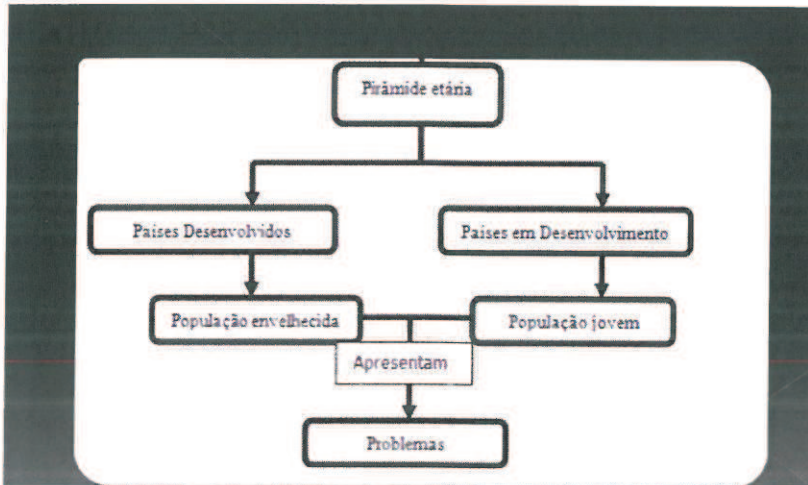 Pirâmide etária
Países Desenvolvidos
Países em Desenvolvimento
População envelhecida
População jovem
Apresentam
Problemas